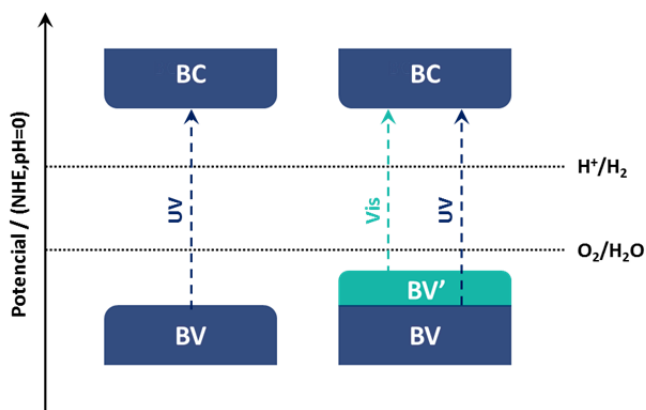 Potencial / (NHE,pH=0)
BC
BC
H⁺/H₂
UV
Vis
UV
O₂/H₂O
BV'
BV
BV